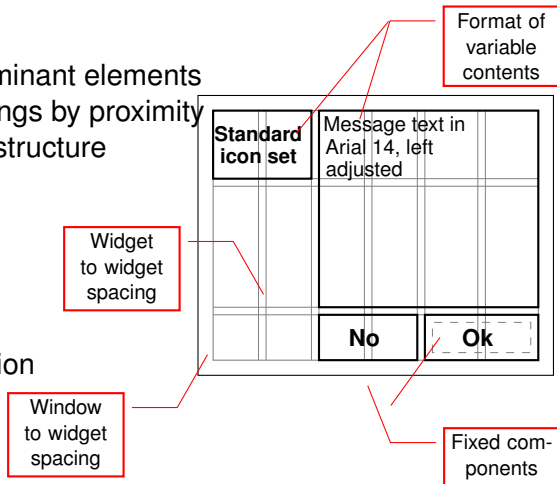 Format of
variable
contents
minant elements
ngs by proximity
structure
Standard
icon set
Message text in
Arial 14, left
adjusted
Widget
to widget
spacing
No
Ok
ion
Window
to widget
spacing
Fixed com-
ponents